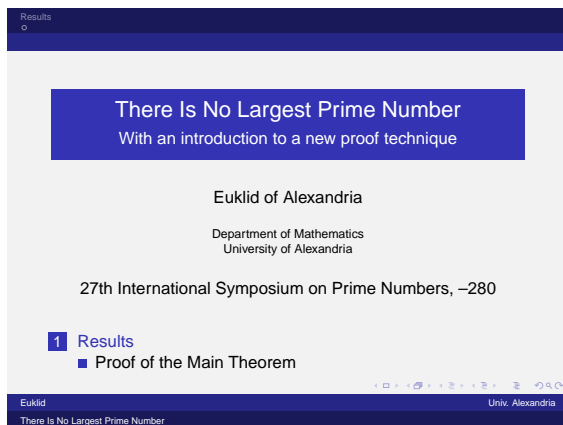 Results
There Is No Largest Prime Number
With an introduction to a new proof technique
Euklid of Alexandria
Department of Mathematics
University of Alexandria
27th International Symposium on Prime Numbers, –280
1 Results
Proof of the Main Theorem
Euklid Univ. Alexandria
There Is No Largest Prime Number